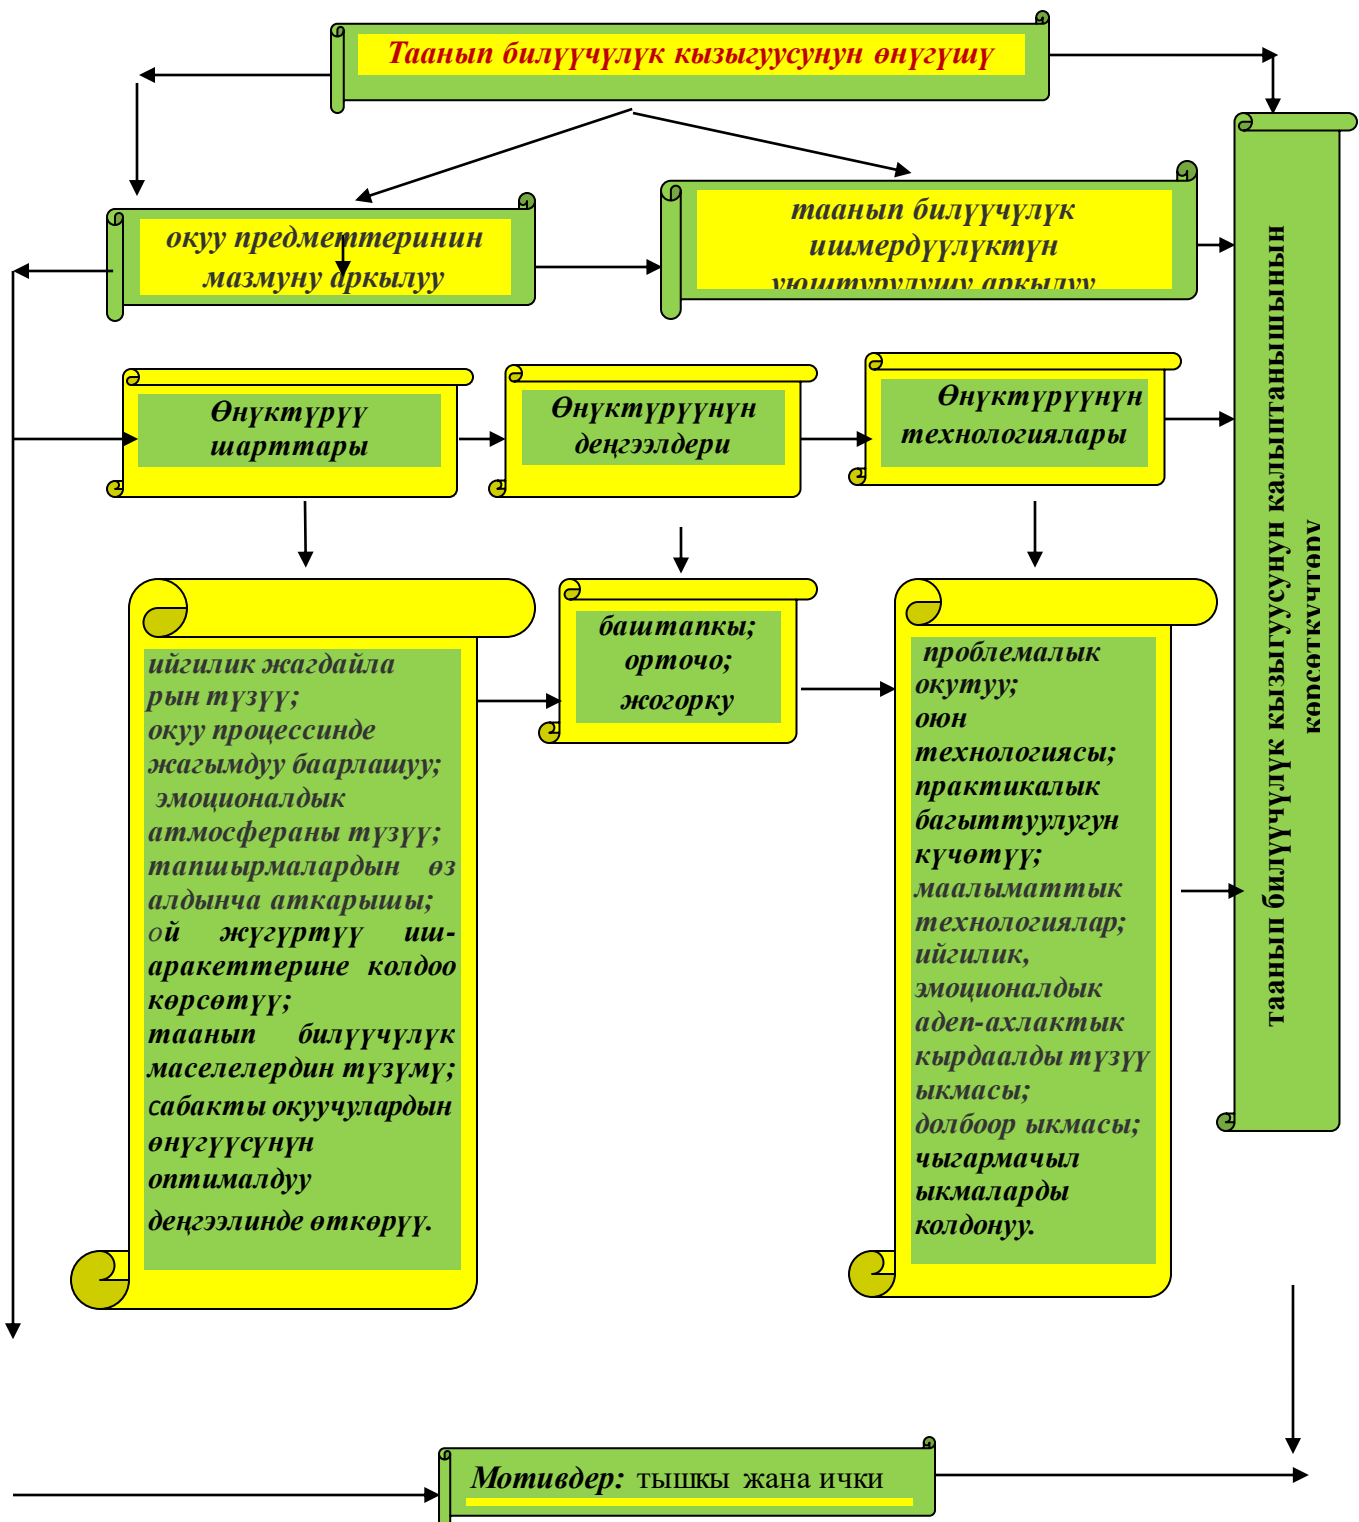 Таанып билүүчүлүк кызыгуусунун өнүгүшү
окуу предметтеринин
мазмуну аркылуу
таанып билүүчүлүк
ишмердүүлүктүн
уюштурулушу аркылуу
Өнүктүрүү
шарттары
Өнүктүрүүнүн
деңгээлдери
Өнүктүрүүнүн
технологиялары
ийгилик жагдайла
рын түзүү;
окуу процессинде
жагымдуу баарлашуу;
эмоционалдык
атмосфераны түзүү;
тапшырмалардын өз
алдынча аткарышы;
ой жүгүртүү иш-
аракеттерине колдоо
көрсөтүү;
таанып билүүчүлүк
маселелердин түзүмү;
сабакты окуучулардын
өнүгүүсүнүн
оптималдуу
деңгээлинде өткөрүү.
баштапкы;
орточо;
жогорку
проблемалык
окутуу;
оюн
технологиясы;
практикалык
багыттуулугун
күчөтүү;
маалыматтык
технологиялар;
ийгилик,
эмоционалдык
адеп-ахлактык
кырдаалды түзүү
ыкмасы;
долбоор ыкмасы;
чыгармачыл
ыкмаларды
колдонуу.
таанып билүүчүлүк кызыгуусунун калыптанышынын
көрсөткүчтөрү
Мотивдер: тышкы жана ички